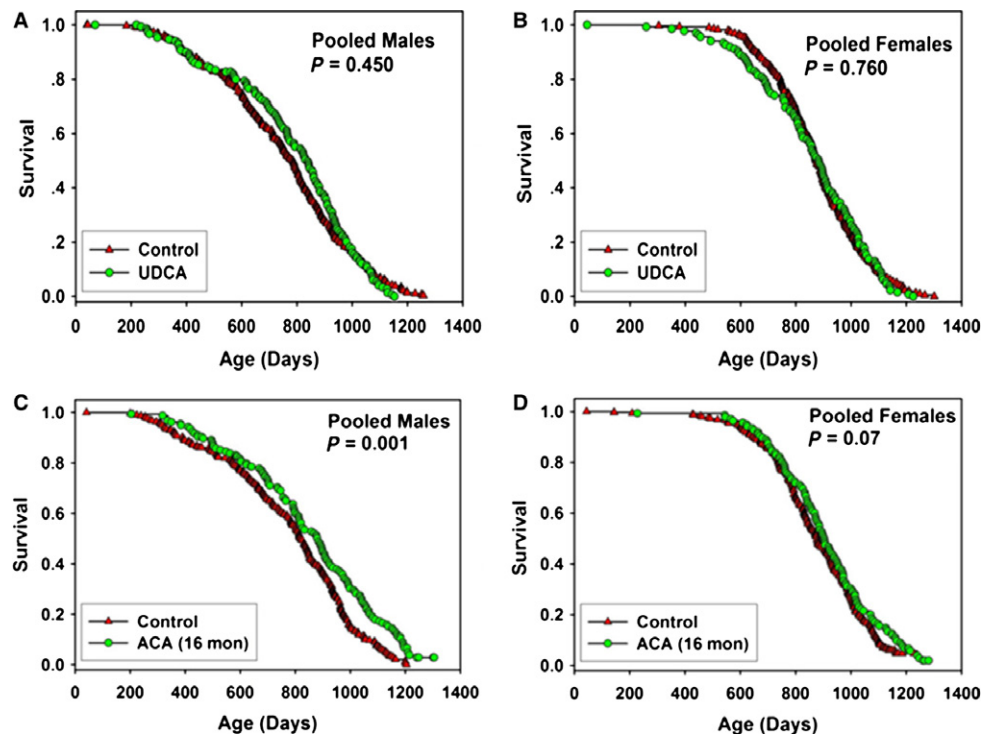 A
Pooled Males
P = 0.450
1.0
.8
.6
.4
.2
0.0
Survival
Control
UDCA
0 200 400 600 800 1000 1200 1400
Age (Days)
B
Pooled Females
P = 0.760
1.0
.8
.6
.4
.2
0.0
Survival
Control
UDCA
0 200 400 600 800 1000 1200 1400
Age (Days)
C
Pooled Males
P = 0.001
1.0
0.8
0.6
0.4
0.2
0.0
Survival
Control
ACA (16 mon)
0 200 400 600 800 1000 1200 1400
Age (Days)
D
Pooled Females
P = 0.07
1.0
0.8
0.6
0.4
0.2
0.0
Survival
Control
ACA (16 mon)
0 200 400 600 800 1000 1200 1400
Age (Days)